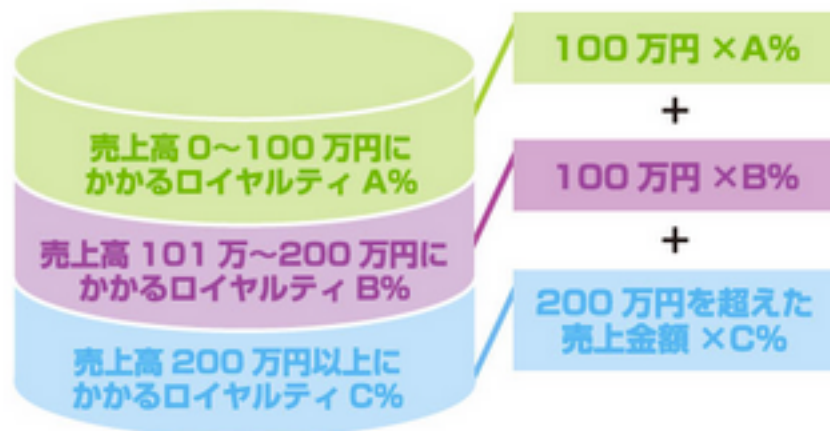 売上高 0～100 万円に
かかるロイヤルティ A%
売上高 101 万～200 万円に
かかるロイヤルティ B%
売上高 200 万円以上に
かかるロイヤルティ C%
100 万円 ×A%
+
100 万円 ×B%
+
200 万円を超えた
売上金額 ×C%